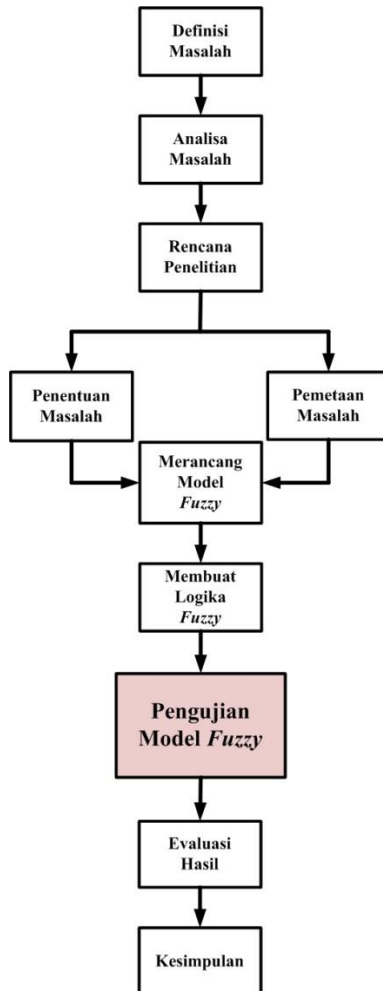 Definisi
Masalah
Analisa
Masalah
Rencana
Penelitian
Penentuan
Masalah
Pemetaan
Masalah
Merancang
Model
Fuzzy
Membuat
Logika
Fuzzy
Pengujian
Model Fuzzy
Evaluasi
Hasil
Kesimpulan